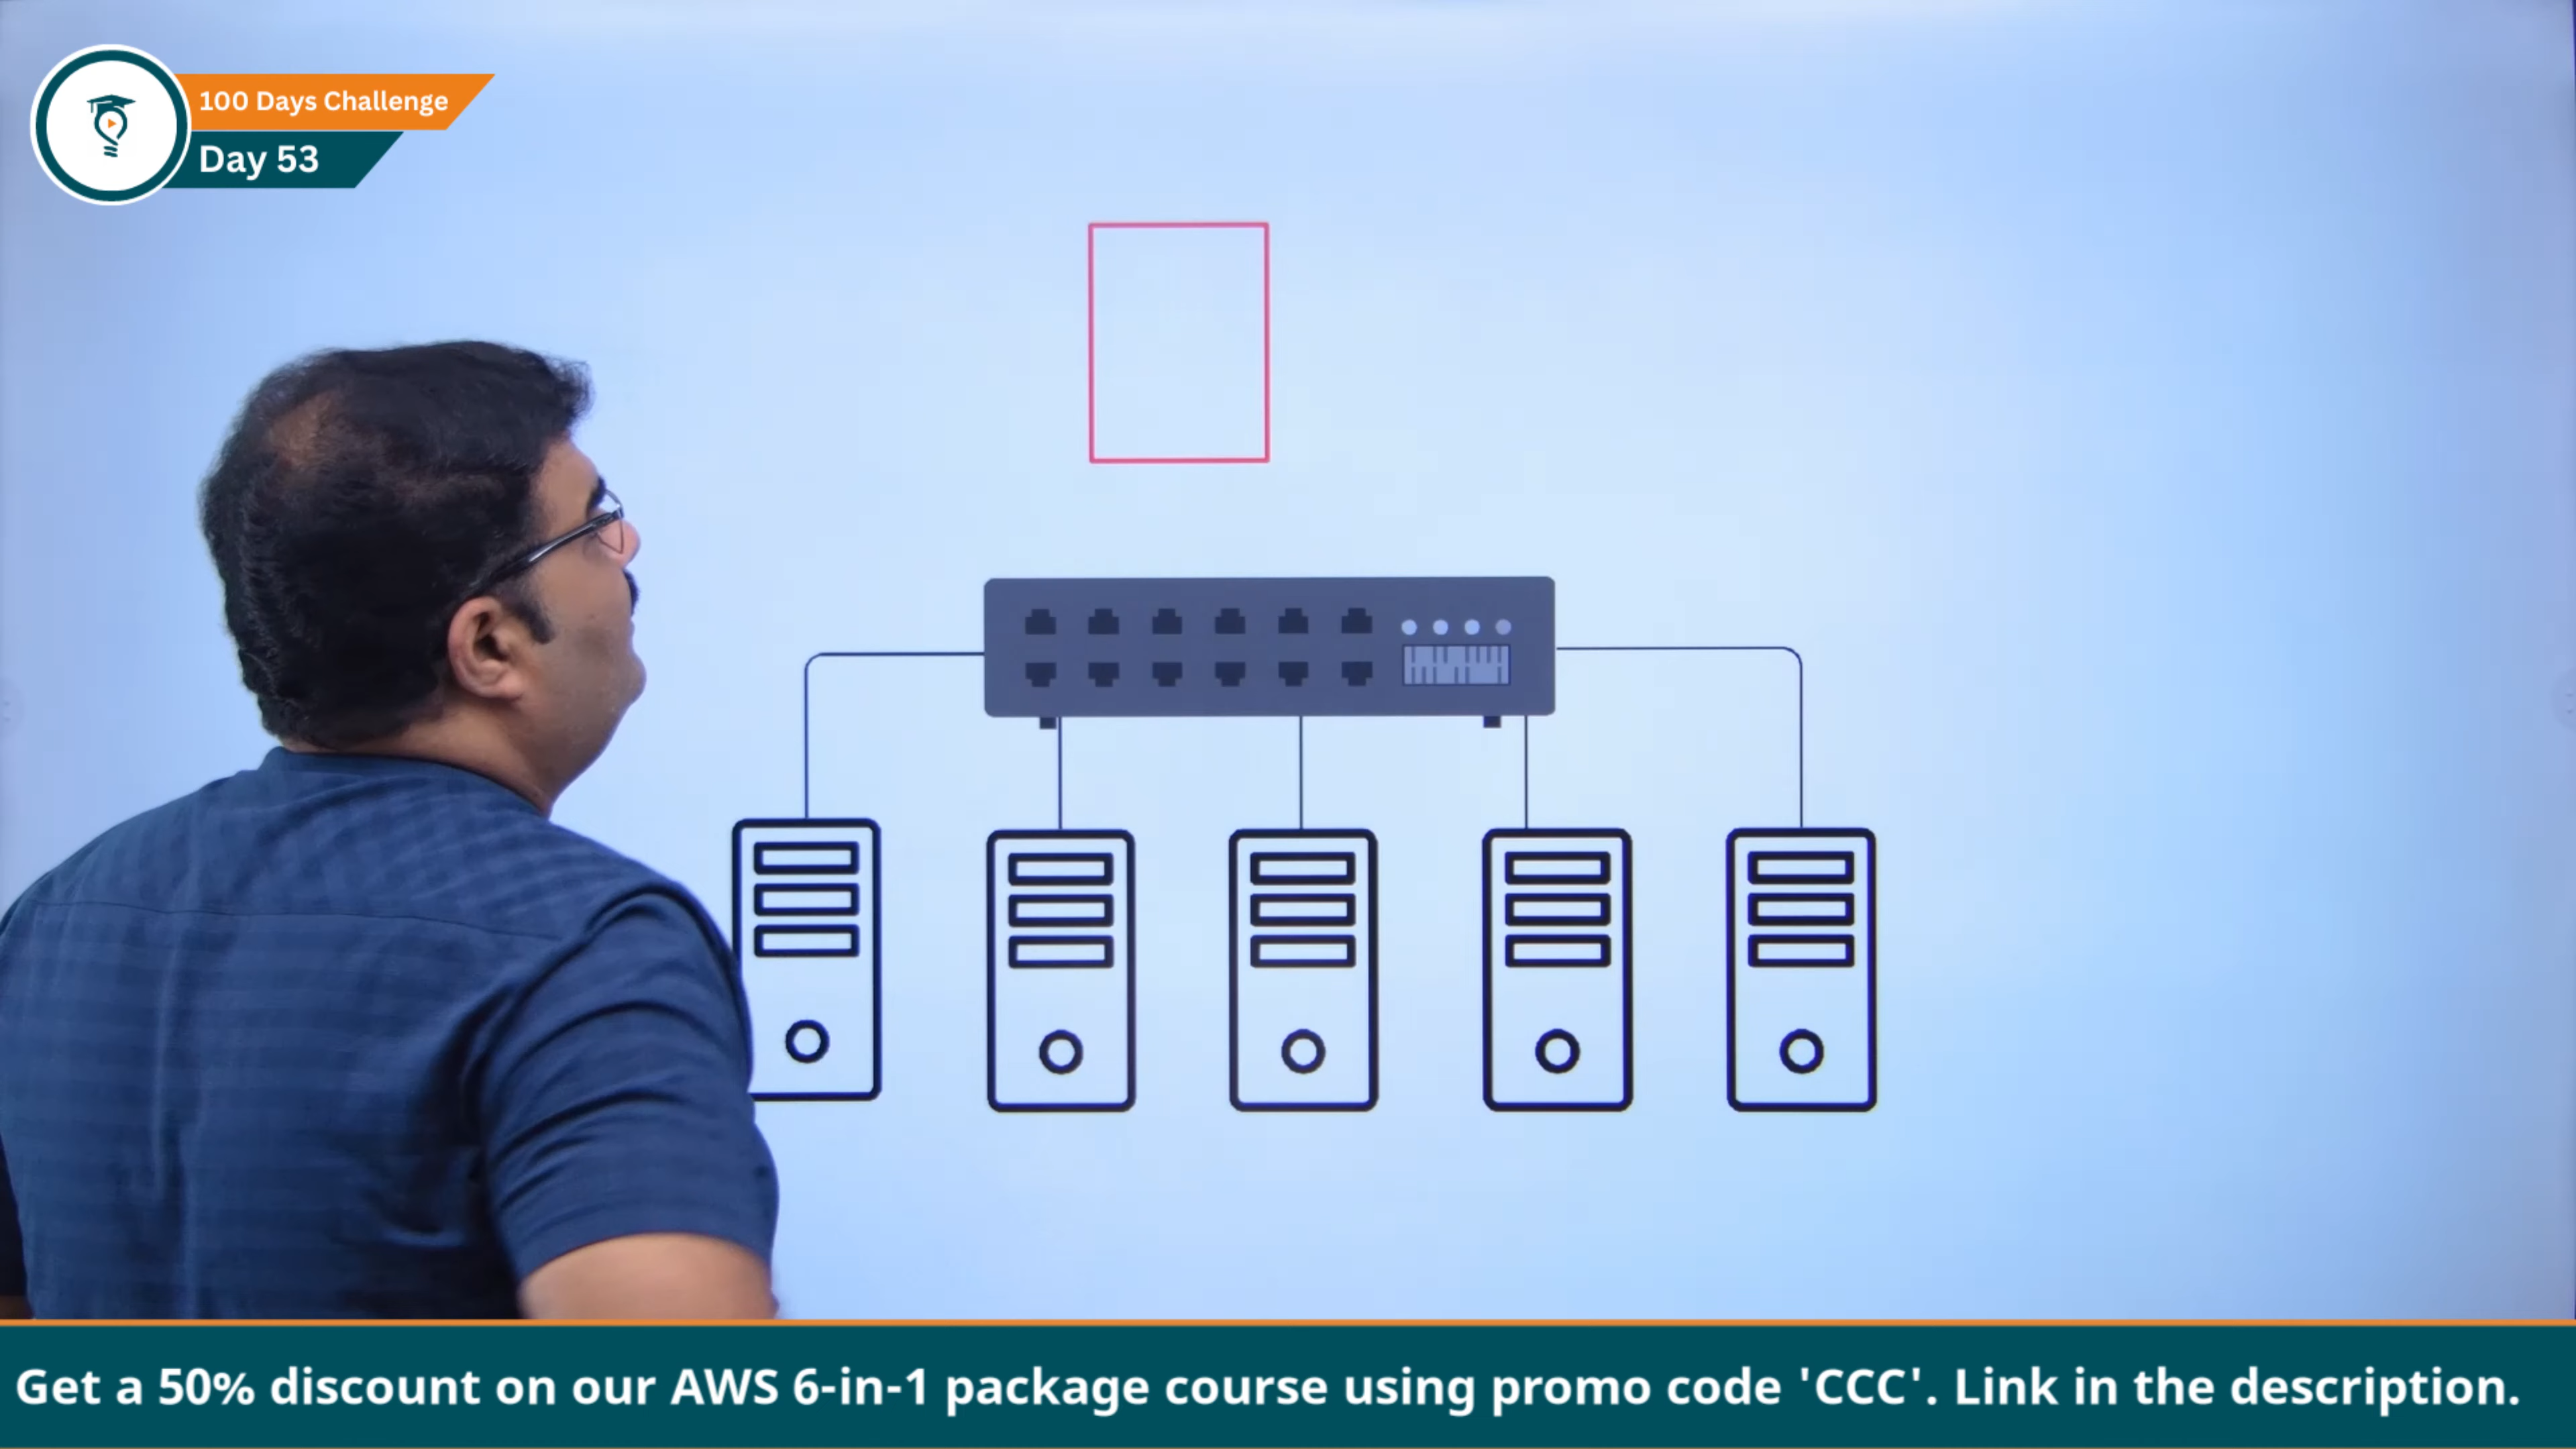 100 Days Challenge
Day 53
Get a 50% discount on our AWS 6-in-1 package course using promo code 'CCC'. Link in the description.